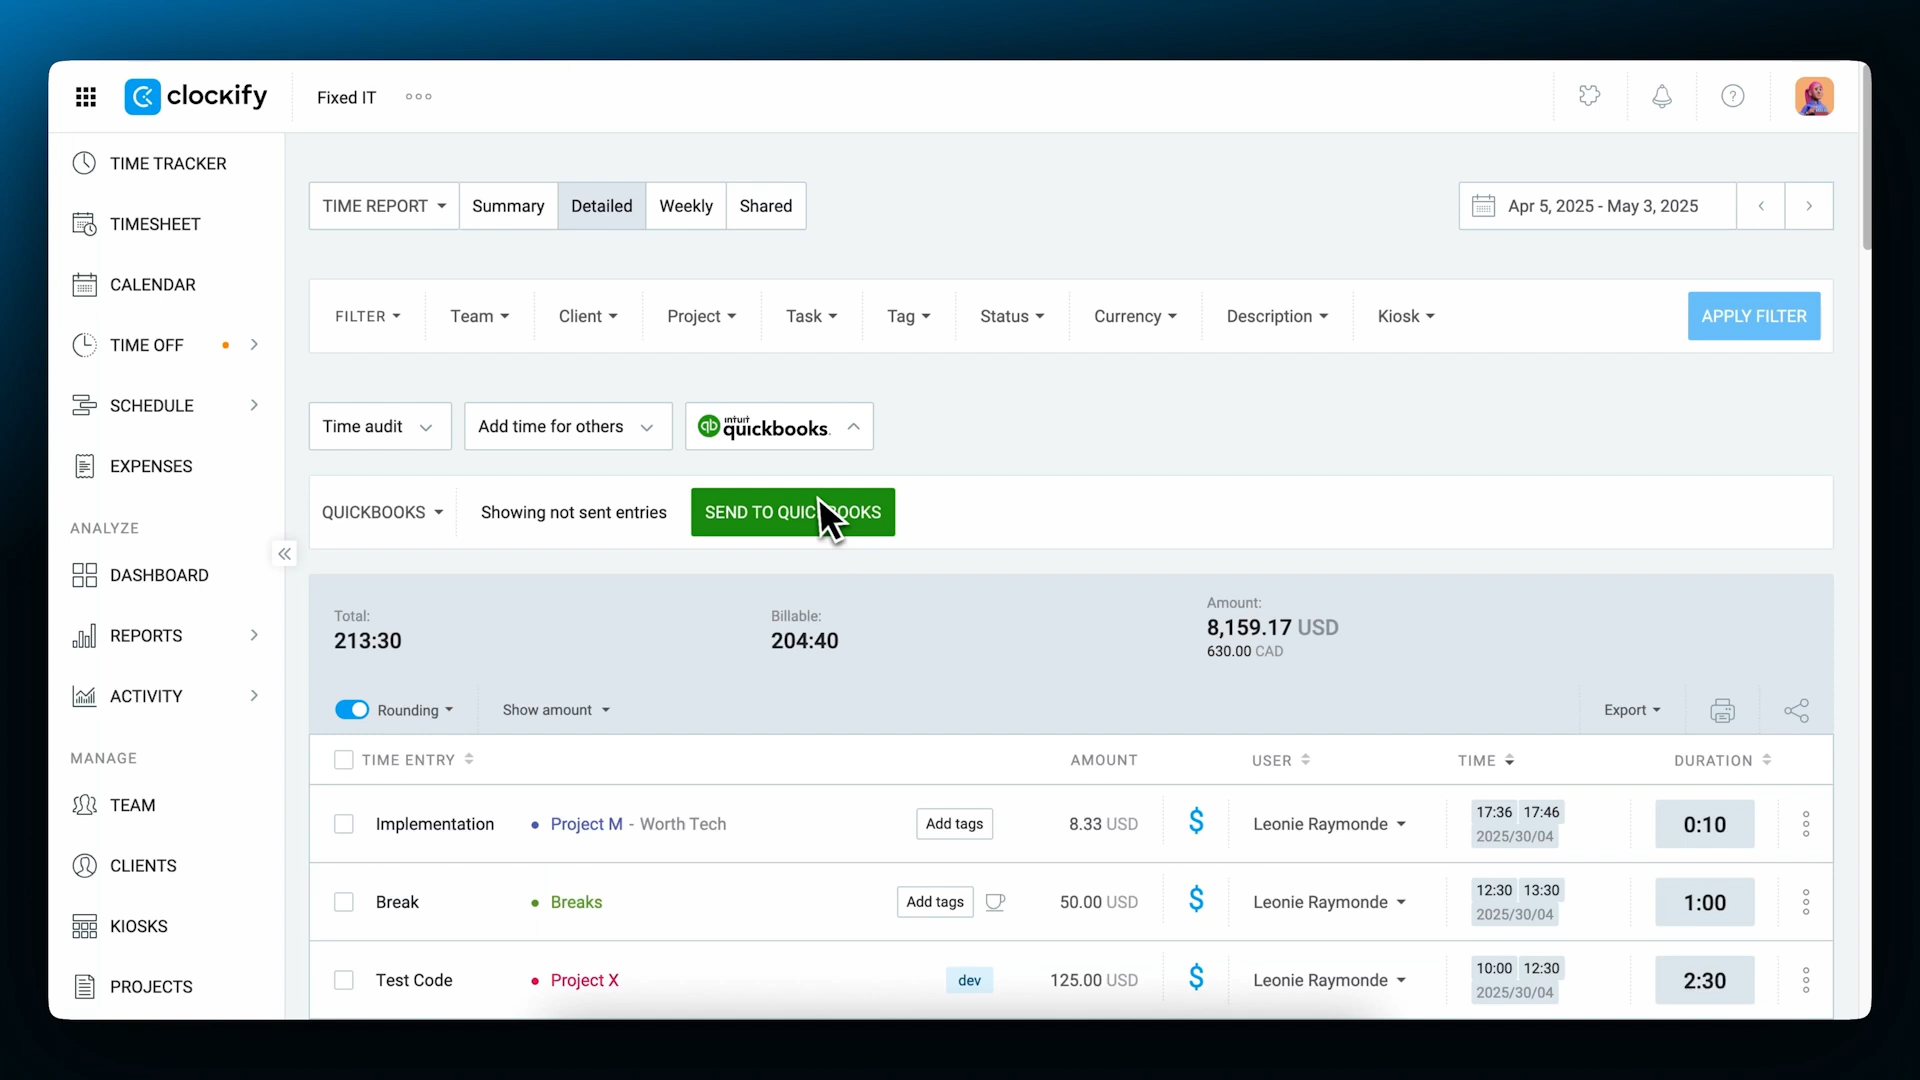 clockify
Fixed IT
TIME TRACKER
TIMESHEET
CALENDAR
TIME OFF
SCHEDULE
EXPENSES
ANALYZE
DASHBOARD
REPORTS
ACTIVITY
MANAGE
TEAM
CLIENTS
KIOSKS
PROJECTS
TIME REPORT Summary Detailed Weekly Shared
Apr 5, 2025 - May 3, 2025
FILTER Team Client Project Task Tag Status Currency Description Kiosk APPLY FILTER
Time audit Add time for others qb intuit quickbooks.
QUICKBOOKS Showing not sent entries SEND TO QUICKBOOKS
Total:
213:30
Billable:
204:40
Amount:
8,159.17 USD
630.00 CAD
Rounding Show amount Export
TIME ENTRY AMOUNT USER TIME DURATION
Implementation Project M - Worth Tech Add tags 8.33 USD $ Leonie Raymonde 17:36 17:46 0:10
2025/30/04
Break Breaks Add tags 50.00 USD $ Leonie Raymonde 12:30 13:30 1:00
2025/30/04
Test Code Project X dev 125.00 USD $ Leonie Raymonde 10:00 12:30 2:30
2025/30/04